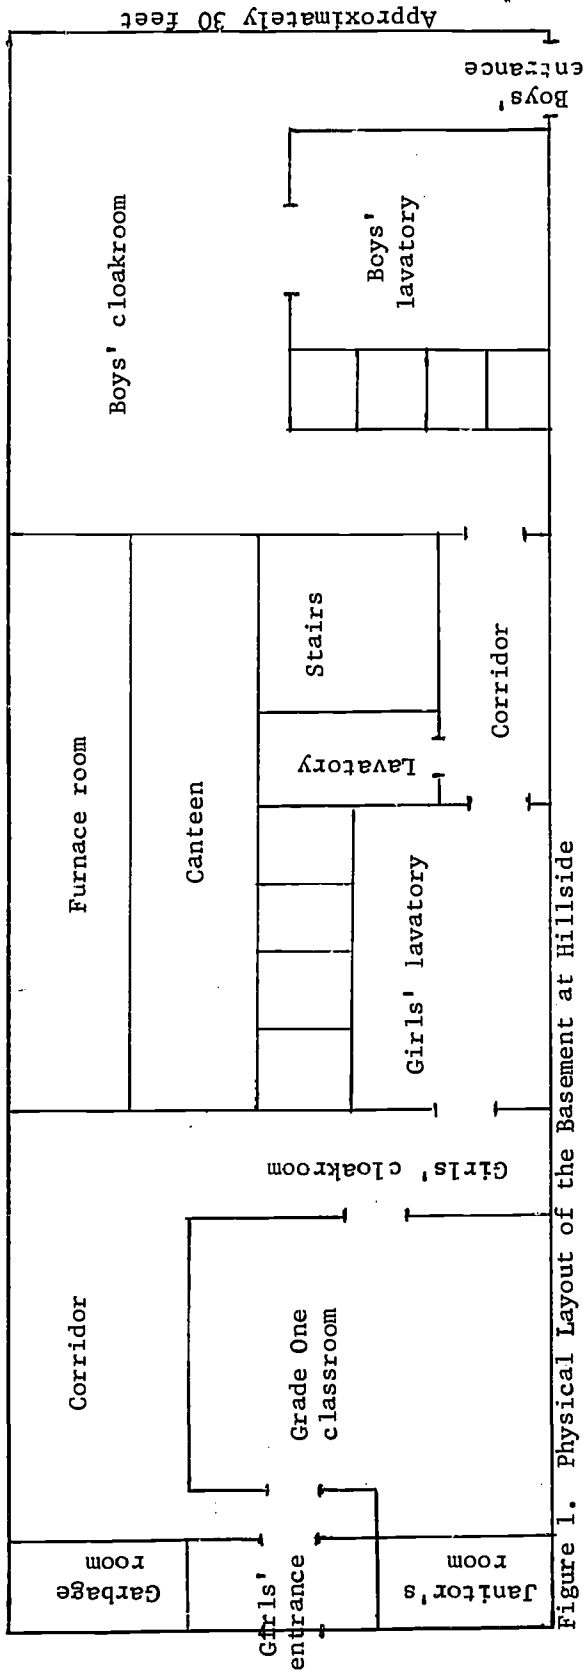 Garbage
room
Girls'
entrance
Janitor's
room
Corridor
Grade One
classroom
Girls' cloakroom
Furnace room
Canteen
Girls' lavatory
Lavatory
Stairs
Corridor
Boys' cloakroom
Boys'
lavatory
Boys'
entrance
Approximately 30 feet
Figure 1. Physical Layout of the Basement at Hillside